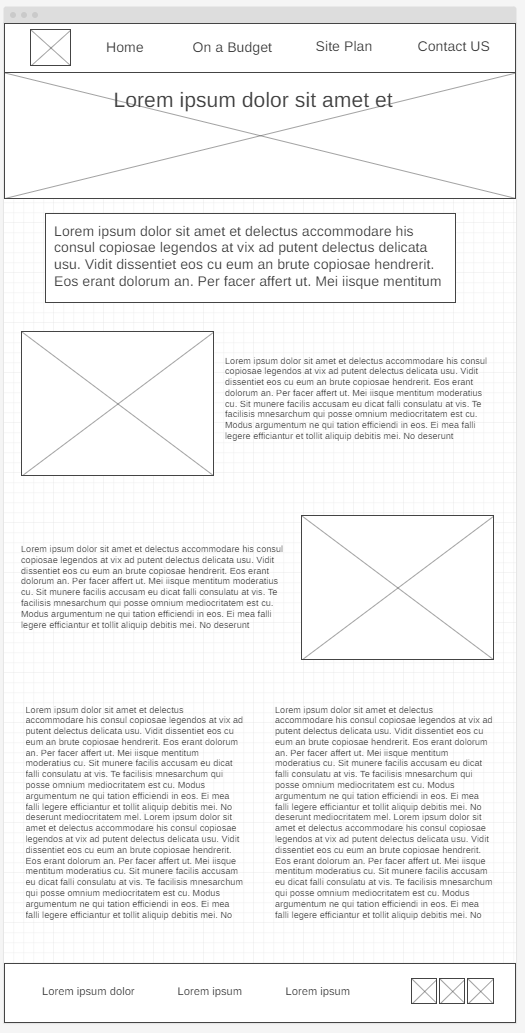 Home On a Budget Site Plan Contact US
Lorem ipsum dolor sit amet et
Lorem ipsum dolor sit amet et delectus accommodare his
consul copiosae legendos at vix ad putent delectus delicata
usu. Vidit dissentiet eos cu eum an brute copiosae hendrerit.
Eos erant dolorum an. Per facer affert ut. Mei iisque mentitum
Lorem ipsum dolor sit amet et delectus accommodare his consul
copiosae legendos at vix ad putent delectus delicata usu. Vidit
dissentiet eos cu eum an brute copiosae hendrerit. Eos erant
dolorum an. Per facer affert ut. Mei iisque mentitum moderatius
cu. Sit munere facilis accusam eu dicat falli consulatu at vis. Te
facilisis mnesarchum qui posse omnium mediocritatem est cu.
Modus argumentum ne qui tation efficiendi in eos. Ei mea falli
legere efficiantur et tollit aliquip debitis mei. No deserunt
Lorem ipsum dolor sit amet et delectus accommodare his consul
copiosae legendos at vix ad putent delectus delicata usu. Vidit
dissentiet eos cu eum an brute copiosae hendrerit. Eos erant
dolorum an. Per facer affert ut. Mei iisque mentitum moderatius
cu. Sit munere facilis accusam eu dicat falli consulatu at vis. Te
facilisis mnesarchum qui posse omnium mediocritatem est cu.
Modus argumentum ne qui tation efficiendi in eos. Ei mea falli
legere efficiantur et tollit aliquip debitis mei. No deserunt
Lorem ipsum dolor sit amet et delectus
accommodare his consul copiosae legendos at vix ad
putent delectus delicata usu. Vidit dissentiet eos cu
eum an brute copiosae hendrerit. Eos erant dolorum
an. Per facer affert ut. Mei iisque mentitum
moderatius cu. Sit munere facilis accusam eu dicat
falli consulatu at vis. Te facilisis mnesarchum qui
posse omnium mediocritatem est cu. Modus
argumentum ne qui tation efficiendi in eos. Ei mea
falli legere efficiantur et tollit aliquip debitis mei. No
deserunt mediocritatem mel. Lorem ipsum dolor sit
amet et delectus accommodare his consul copiosae
legendos at vix ad putent delectus delicata usu. Vidit
dissentiet eos cu eum an brute copiosae hendrerit.
Eos erant dolorum an. Per facer affert ut. Mei iisque
mentitum moderatius cu. Sit munere facilis accusam
eu dicat falli consulatu at vis. Te facilisis mnesarchum
qui posse omnium mediocritatem est cu. Modus
argumentum ne qui tation efficiendi in eos. Ei mea
falli legere efficiantur et tollit aliquip debitis mei. No
Lorem ipsum dolor sit amet et delectus
accommodare his consul copiosae legendos at vix ad
putent delectus delicata usu. Vidit dissentiet eos cu
eum an brute copiosae hendrerit. Eos erant dolorum
an. Per facer affert ut. Mei iisque mentitum
moderatius cu. Sit munere facilis accusam eu dicat
falli consulatu at vis. Te facilisis mnesarchum qui
posse omnium mediocritatem est cu. Modus
argumentum ne qui tation efficiendi in eos. Ei mea
falli legere efficiantur et tollit aliquip debitis mei. No
deserunt mediocritatem mel. Lorem ipsum dolor sit
amet et delectus accommodare his consul copiosae
legendos at vix ad putent delectus delicata usu. Vidit
dissentiet eos cu eum an brute copiosae hendrerit.
Eos erant dolorum an. Per facer affert ut. Mei iisque
mentitum moderatius cu. Sit munere facilis accusam
eu dicat falli consulatu at vis. Te facilisis mnesarchum
qui posse omnium mediocritatem est cu. Modus
argumentum ne qui tation efficiendi in eos. Ei mea
falli legere efficiantur et tollit aliquip debitis mei. No
Lorem ipsum dolor Lorem ipsum Lorem ipsum